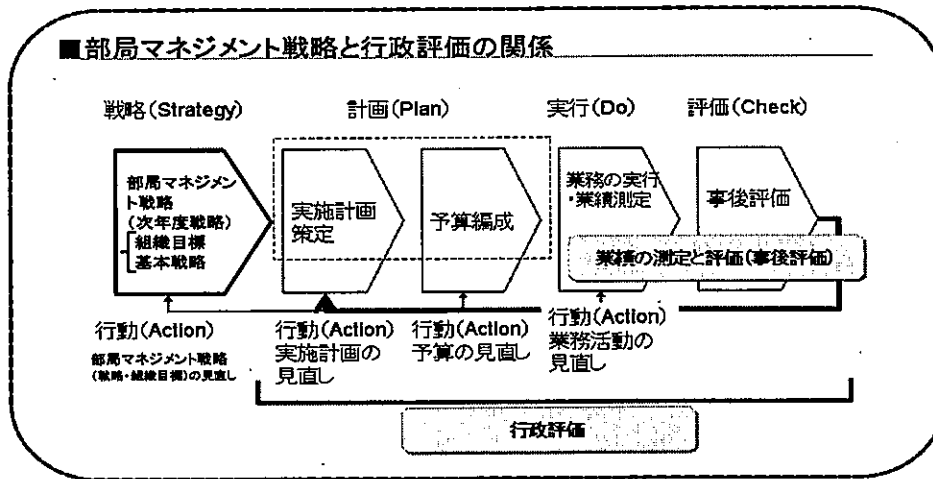 ■部局マネジメント戦略と行政評価の関係
戦略(Strategy)
計画(Plan)
実行(Do)
評価(Check)
部局マネジメン
ト戦略
(次年度戦略)
組織目標
基本戦略
実施計画
策定
予算編成
業務の実行
・業績測定
事後評価
業績の測定と評価(事後評価)
行動(Action)
部局マネジメント戦略
(戦略・組織目標)の見直し
行動(Action)
実施計画の
見直し
行動(Action)
予算の見直し
行動(Action)
業務活動の
見直し
行政評価